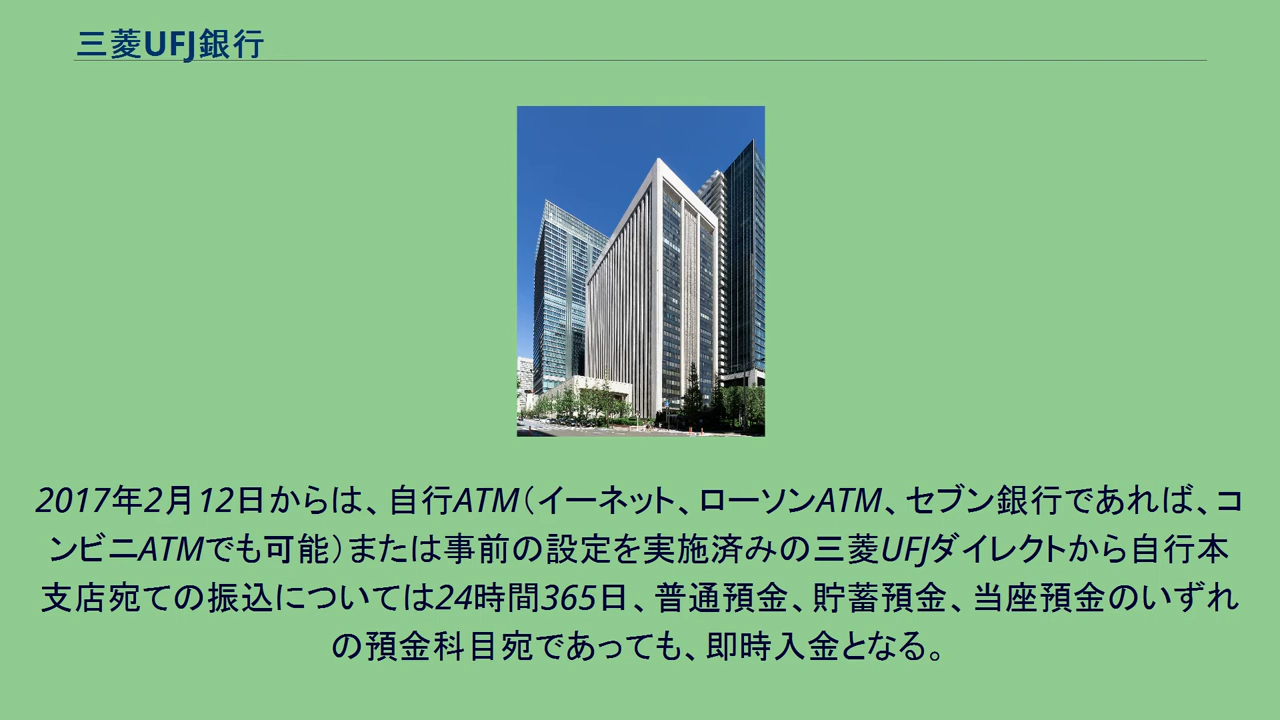 三菱UFJ銀行
2017年2月12日からは、自行ATM（イーネット、ローソンATM、セブン銀行であれば、コ
ンビニATMでも可能）または事前の設定を実施済みの三菱UFJダイレクトから自行本
支店宛ての振込については24時間365日、普通預金、貯蓄預金、当座預金のいずれ
の預金科目宛であっても、即時入金となる。